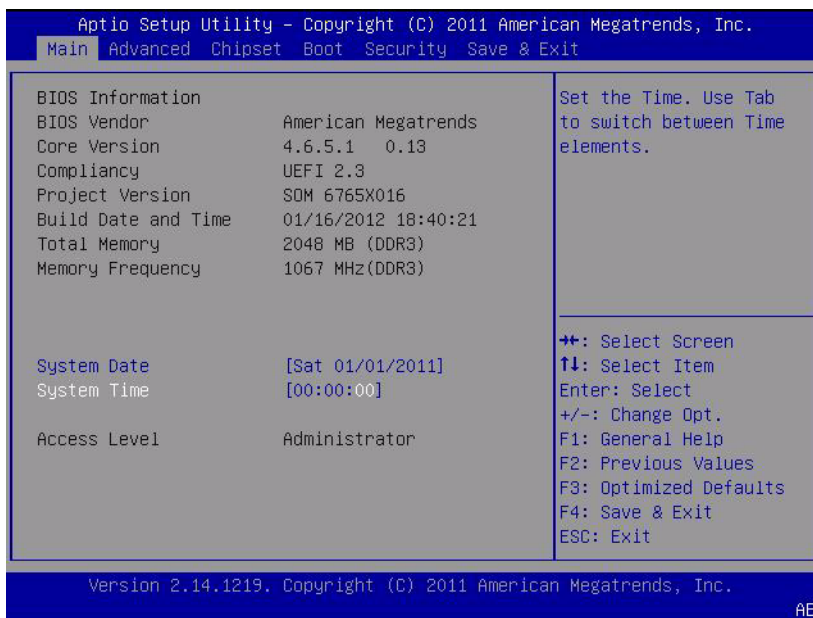 Aptio Setup Utility – Copyright (C) 2011 American Megatrends, Inc.
Main Advanced Chipset Boot Security Save & Exit
BIOS Information
BIOS Vendor American Megatrends
Core Version 4.6.5.1 0.13
Compliancy UEFI 2.3
Project Version SOM 6765X016
Build Date and Time 01/16/2012 18:40:21
Total Memory 2048 MB (DDR3)
Memory Frequency 1067 MHz(DDR3)
System Date [Sat 01/01/2011]
System Time [00:00:00]
Access Level Administrator
Set the Time. Use Tab
to switch between Time
elements.
→←: Select Screen
↑↓: Select Item
Enter: Select
+/-: Change Opt.
F1: General Help
F2: Previous Values
F3: Optimized Defaults
F4: Save & Exit
ESC: Exit
Version 2.14.1219. Copyright (C) 2011 American Megatrends, Inc.
AB